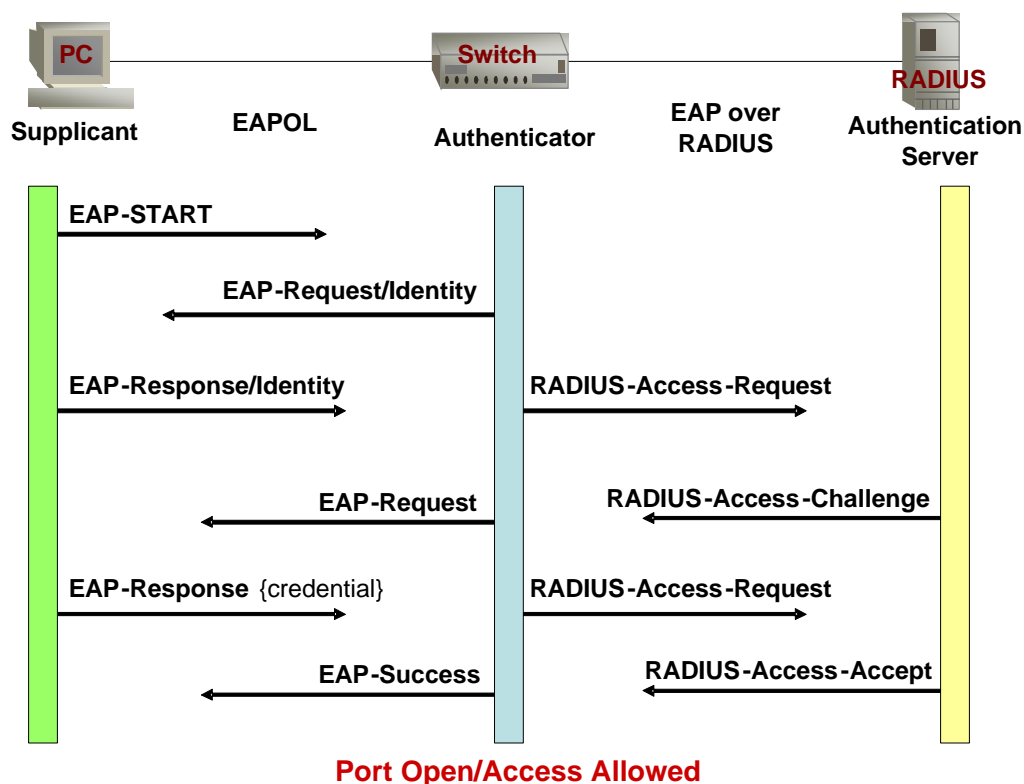 PC
Switch
RADIUS
Supplicant
EAPOL
Authenticator
EAP over
RADIUS
Authentication
Server
EAP-START
EAP-Request/Identity
EAP-Response/Identity
RADIUS-Access-Request
EAP-Request
RADIUS-Access-Challenge
EAP-Response {credential}
RADIUS-Access-Request
EAP-Success
RADIUS-Access-Accept
Port Open/Access Allowed